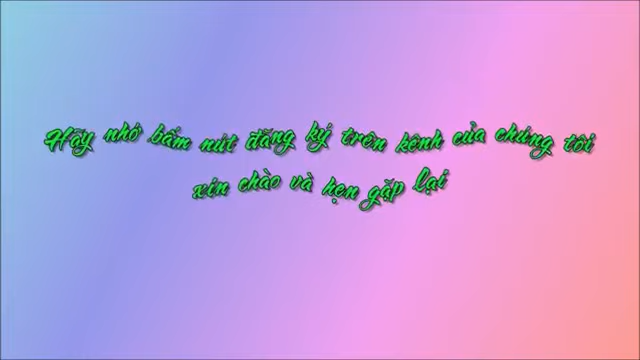 Hãy nhớ bấm nút đăng ký trên kênh của chúng tôi
xin chào và hẹn gặp lại